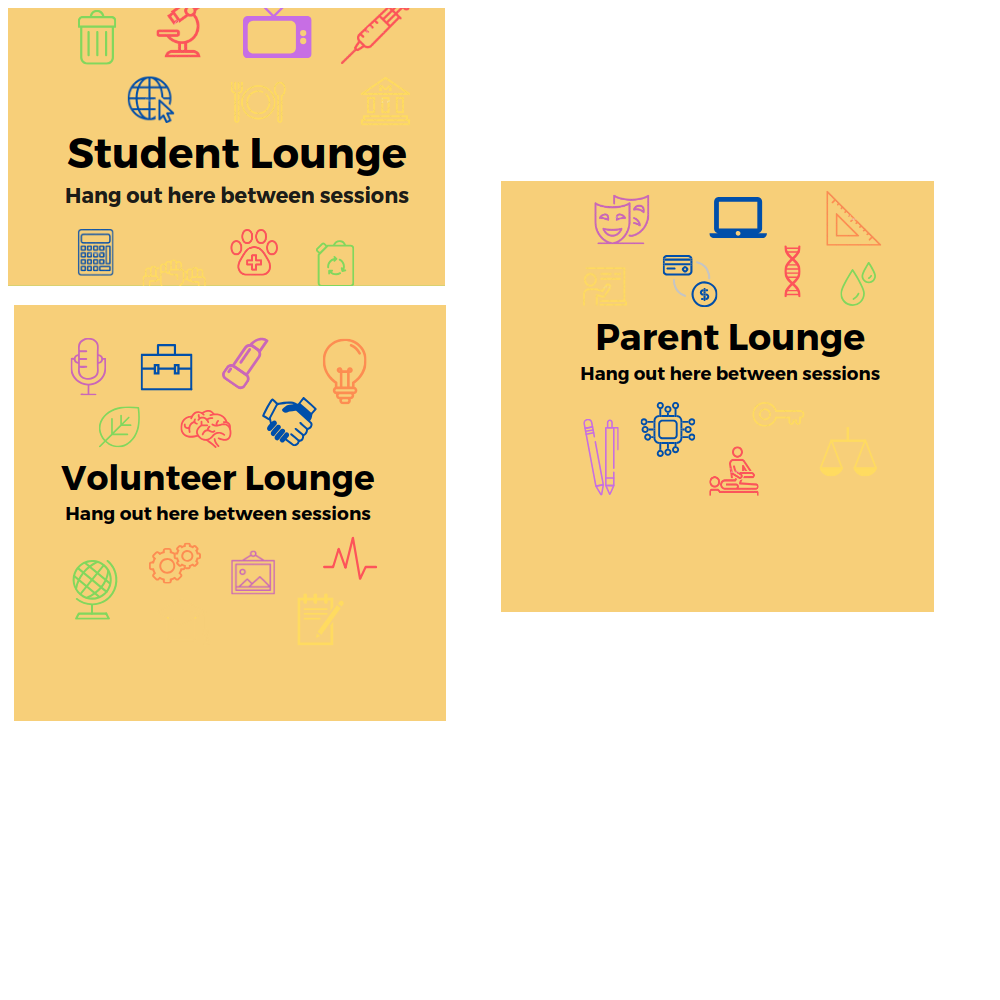 Student Lounge
Hang out here between sessions
Volunteer Lounge
Hang out here between sessions
Parent Lounge
Hang out here between sessions
$